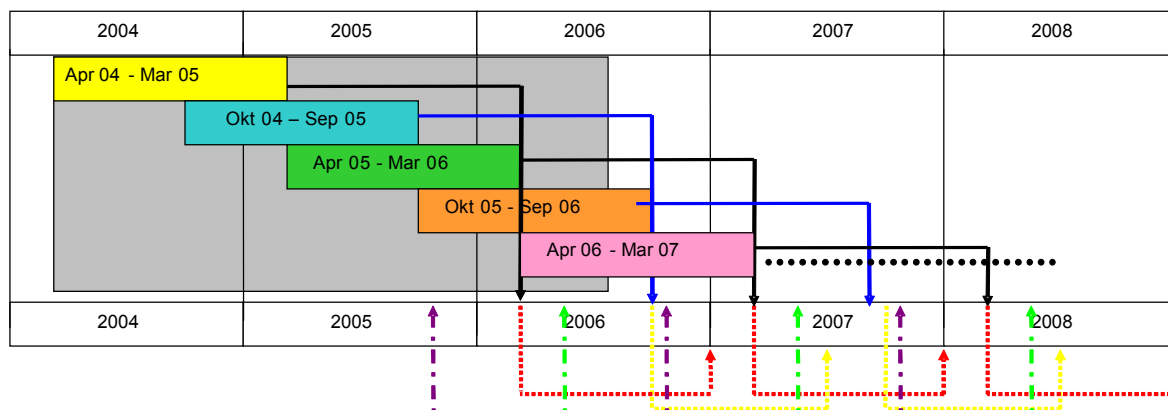 2004 2005 2006 2007 2008
Apr 04 - Mar 05
Okt 04 – Sep 05
Apr 05 - Mar 06
Okt 05 - Sep 06
Apr 06 - Mar 07
2004 2005 2006 2007 2008